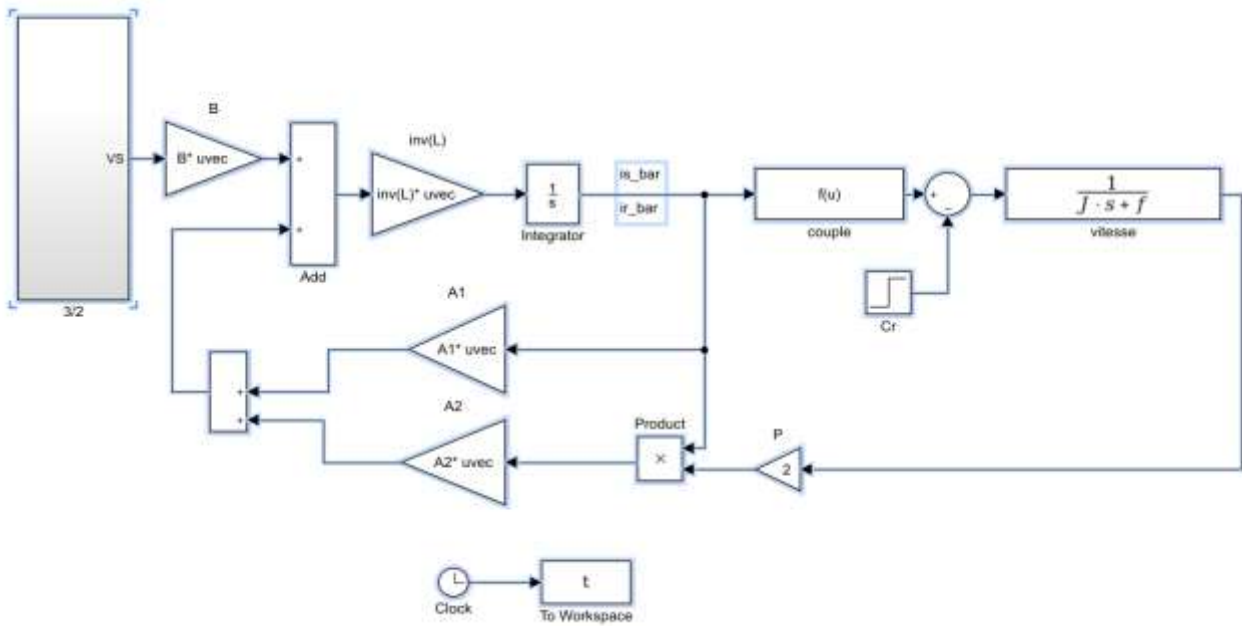 VS
3/2
B
B* uvec
+
+
Add
inv(L)
inv(L)* uvec
1
s
Integrator
is_bar
ir_bar
f(u)
couple
+
−
Cr
1
J · s + f
vitesse
A1
A1* uvec
+
+
A2
A2* uvec
Product
×
P
2
Clock
t
To Workspace